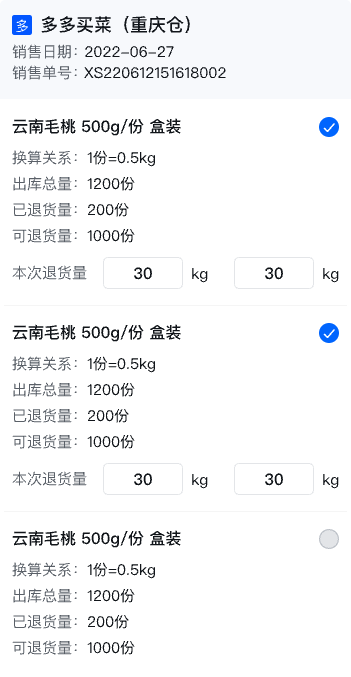 多 多多买菜（重庆仓）
销售日期：2022-06-27
销售单号：XS220612151618002
云南毛桃 500g/份 盒装
换算关系：1份=0.5kg
出库总量：1200份
已退货量：200份
可退货量：1000份
本次退货量 30 kg 30 kg
云南毛桃 500g/份 盒装
换算关系：1份=0.5kg
出库总量：1200份
已退货量：200份
可退货量：1000份
本次退货量 30 kg 30 kg
云南毛桃 500g/份 盒装
换算关系：1份=0.5kg
出库总量：1200份
已退货量：200份
可退货量：1000份